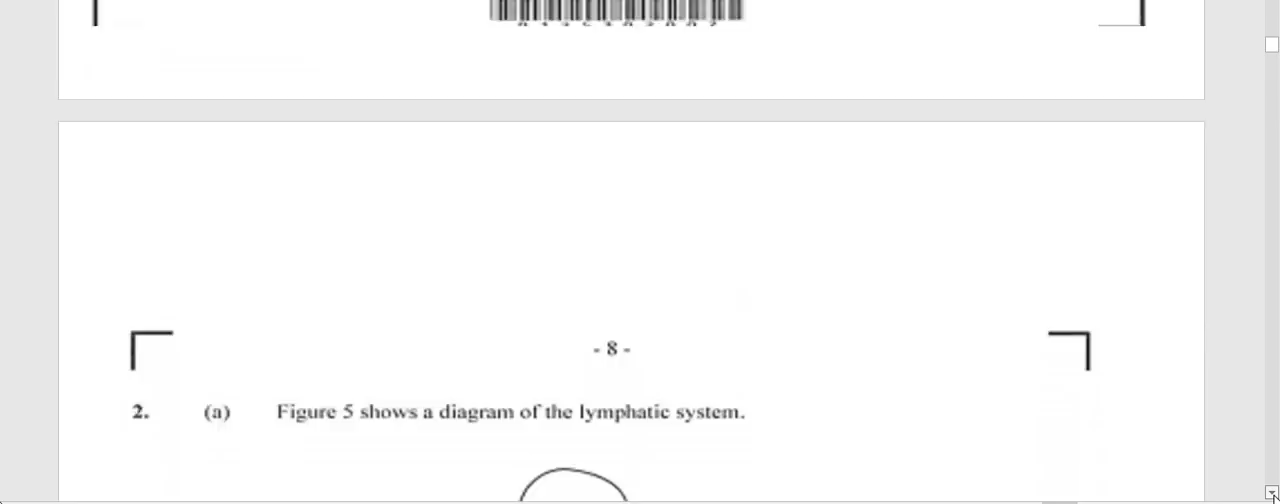 - 8 -
2. (a) Figure 5 shows a diagram of the lymphatic system.